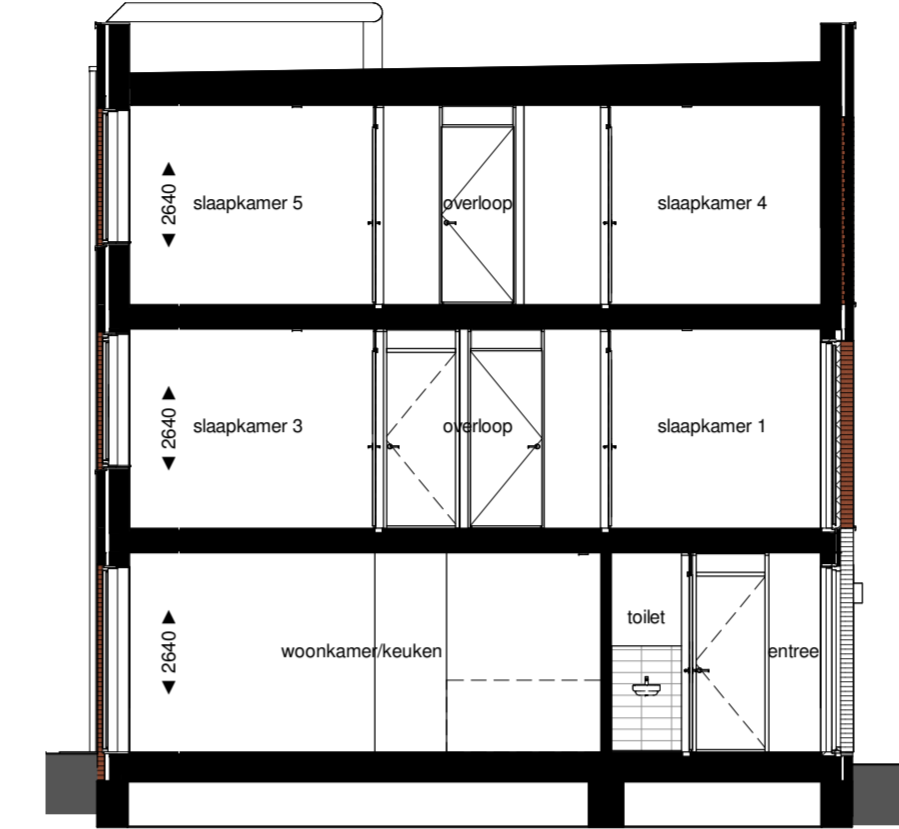 2640
slaapkamer 5
overloop
slaapkamer 4
2640
slaapkamer 3
overloop
slaapkamer 1
2640
woonkamer/keuken
toilet
entree